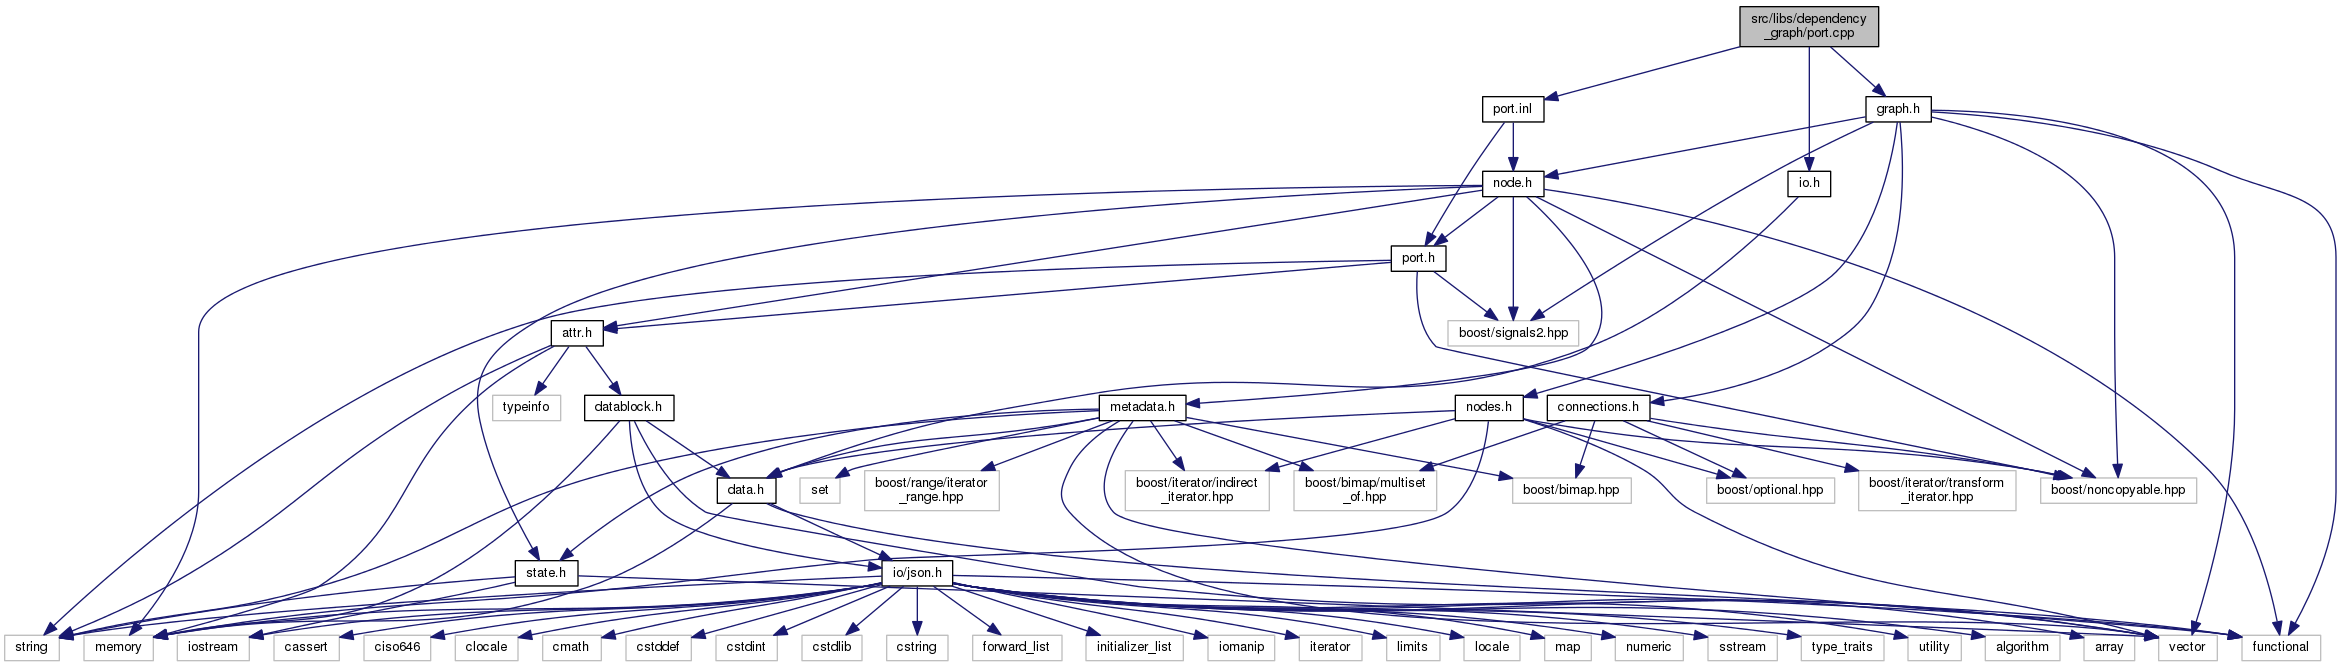 src/libs/dependency
_graph/port.cpp
port.inl
graph.h
node.h
io.h
port.h
attr.h
boost/signals2.hpp
typeinfo
datablock.h
metadata.h
nodes.h
connections.h
data.h
set
boost/range/iterator
_range.hpp
boost/iterator/indirect
_iterator.hpp
boost/bimap/multiset
_of.hpp
boost/bimap.hpp
boost/optional.hpp
boost/iterator/transform
_iterator.hpp
boost/noncopyable.hpp
state.h
io/json.h
string
memory
iostream
cassert
ciso646
clocale
cmath
cstddef
cstdint
cstdlib
cstring
forward_list
initializer_list
iomanip
iterator
limits
locale
map
numeric
sstream
type_traits
utility
algorithm
array
vector
functional